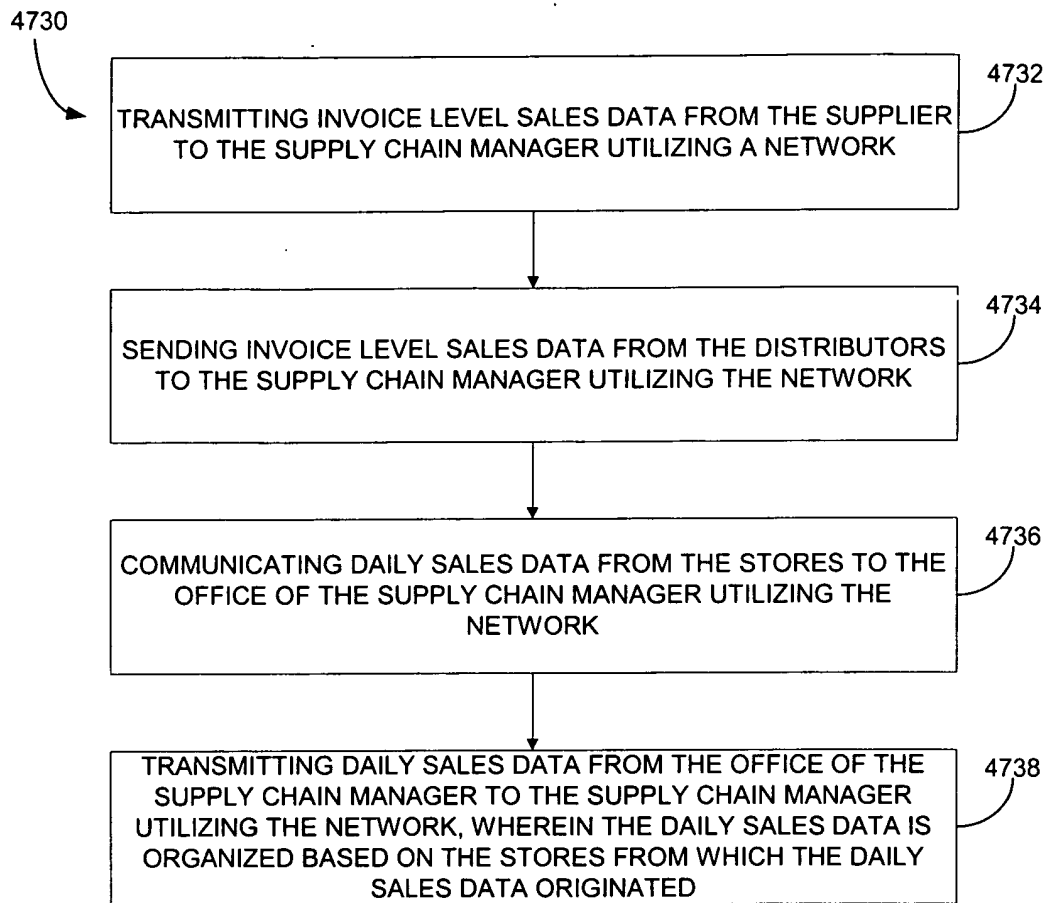 4730
4732
TRANSMITTING INVOICE LEVEL SALES DATA FROM THE SUPPLIER
TO THE SUPPLY CHAIN MANAGER UTILIZING A NETWORK
4734
SENDING INVOICE LEVEL SALES DATA FROM THE DISTRIBUTORS
TO THE SUPPLY CHAIN MANAGER UTILIZING THE NETWORK
4736
COMMUNICATING DAILY SALES DATA FROM THE STORES TO THE
OFFICE OF THE SUPPLY CHAIN MANAGER UTILIZING THE
NETWORK
4738
TRANSMITTING DAILY SALES DATA FROM THE OFFICE OF THE
SUPPLY CHAIN MANAGER TO THE SUPPLY CHAIN MANAGER
UTILIZING THE NETWORK, WHEREIN THE DAILY SALES DATA IS
ORGANIZED BASED ON THE STORES FROM WHICH THE DAILY
SALES DATA ORIGINATED